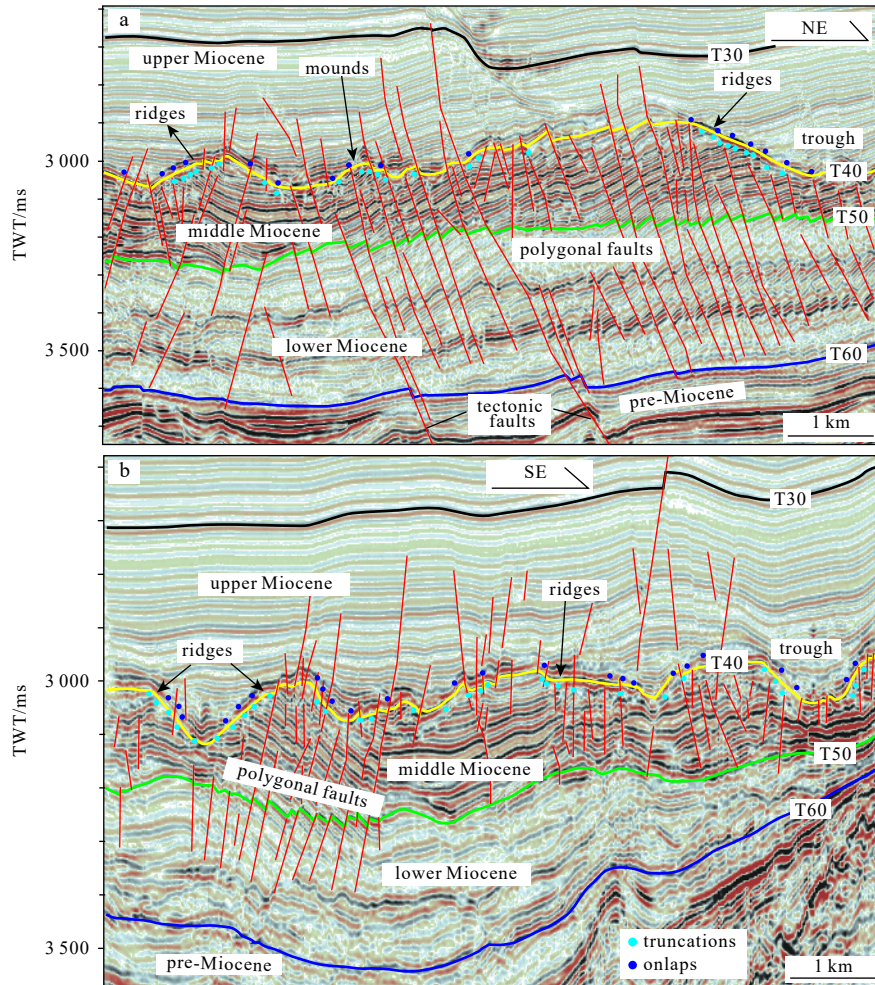 a
NE
T30
upper Miocene
mounds
ridges
ridges
trough
3 000
T40
T50
middle Miocene
polygonal faults
TWT/ms
lower Miocene
3 500
T60
pre-Miocene
tectonic
faults
1 km
b
SE
T30
upper Miocene
ridges
ridges
trough
T40
3 000
TWT/ms
T50
middle Miocene
polygonal faults
T60
lower Miocene
truncations
onlaps
3 500
pre-Miocene
1 km